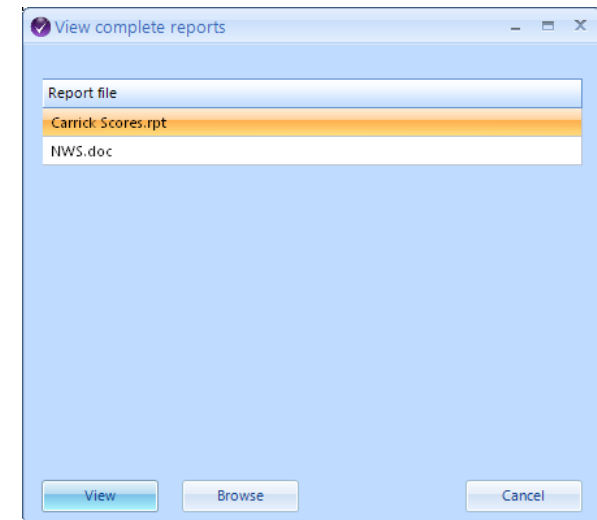 View complete reports
Report file
Carrick Scores.rpt
NWS.doc
View Browse Cancel